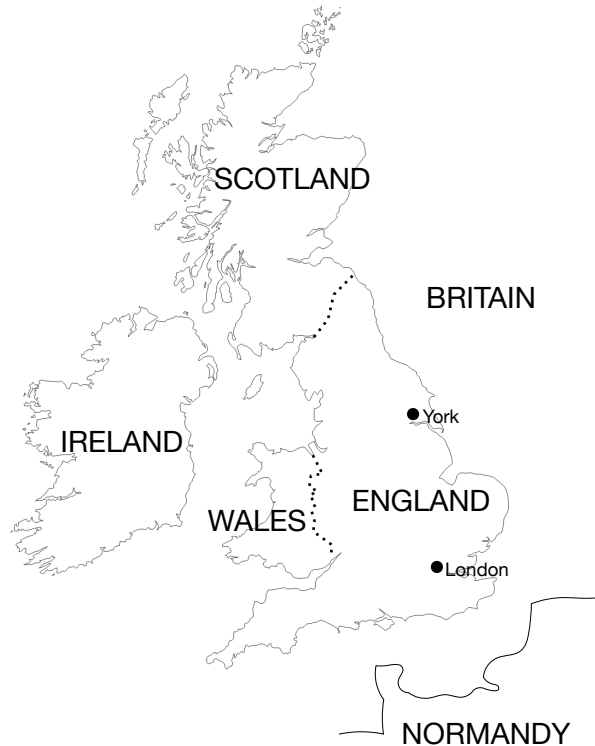 SCOTLAND
BRITAIN
York
IRELAND
ENGLAND
WALES
London
NORMANDY